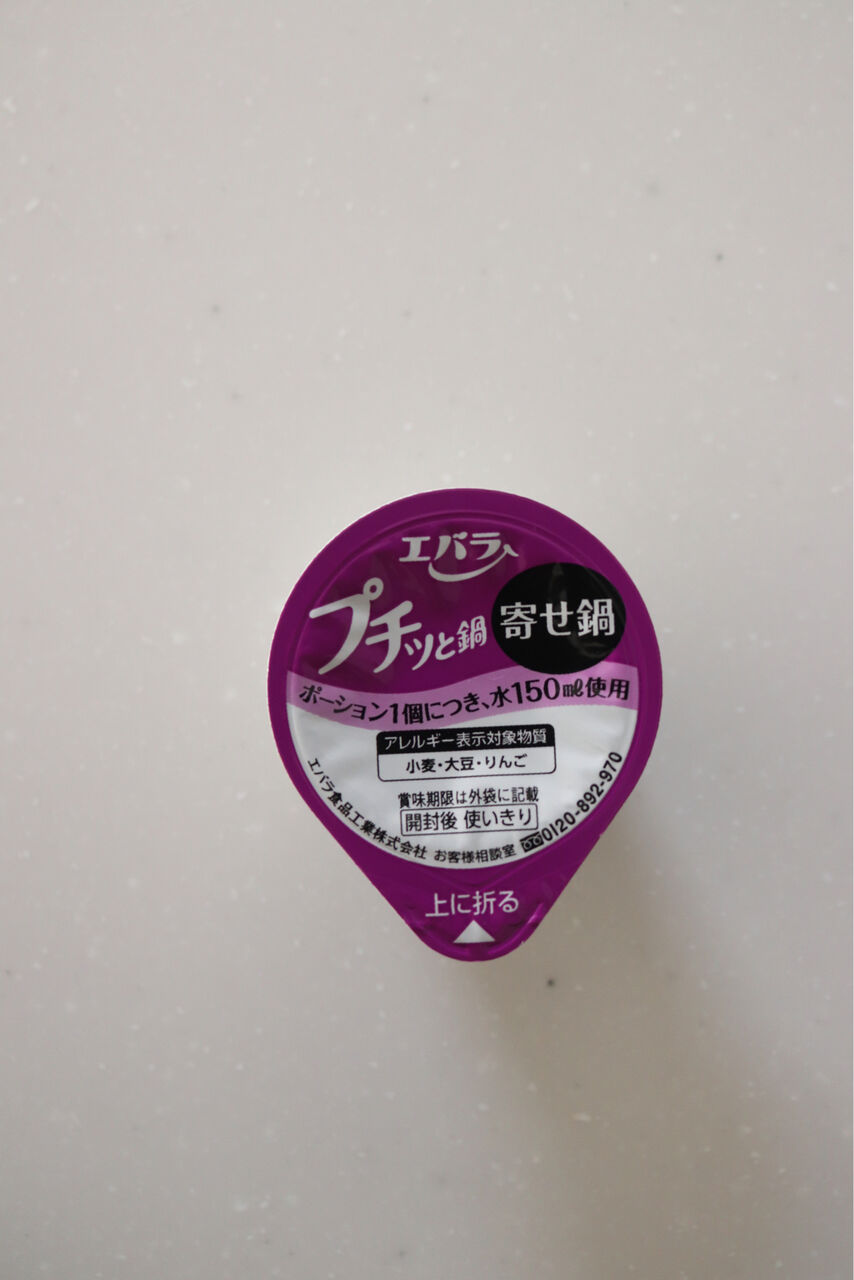 エバラ
プチッと鍋 寄せ鍋
ポーション1個につき、水150㎖使用
アレルギー表示対象物質
小麦・大豆・りんご
賞味期限は外袋に記載
開封後 使いきり
エバラ食品工業株式会社 お客様相談室 0120-892-970
上に折る